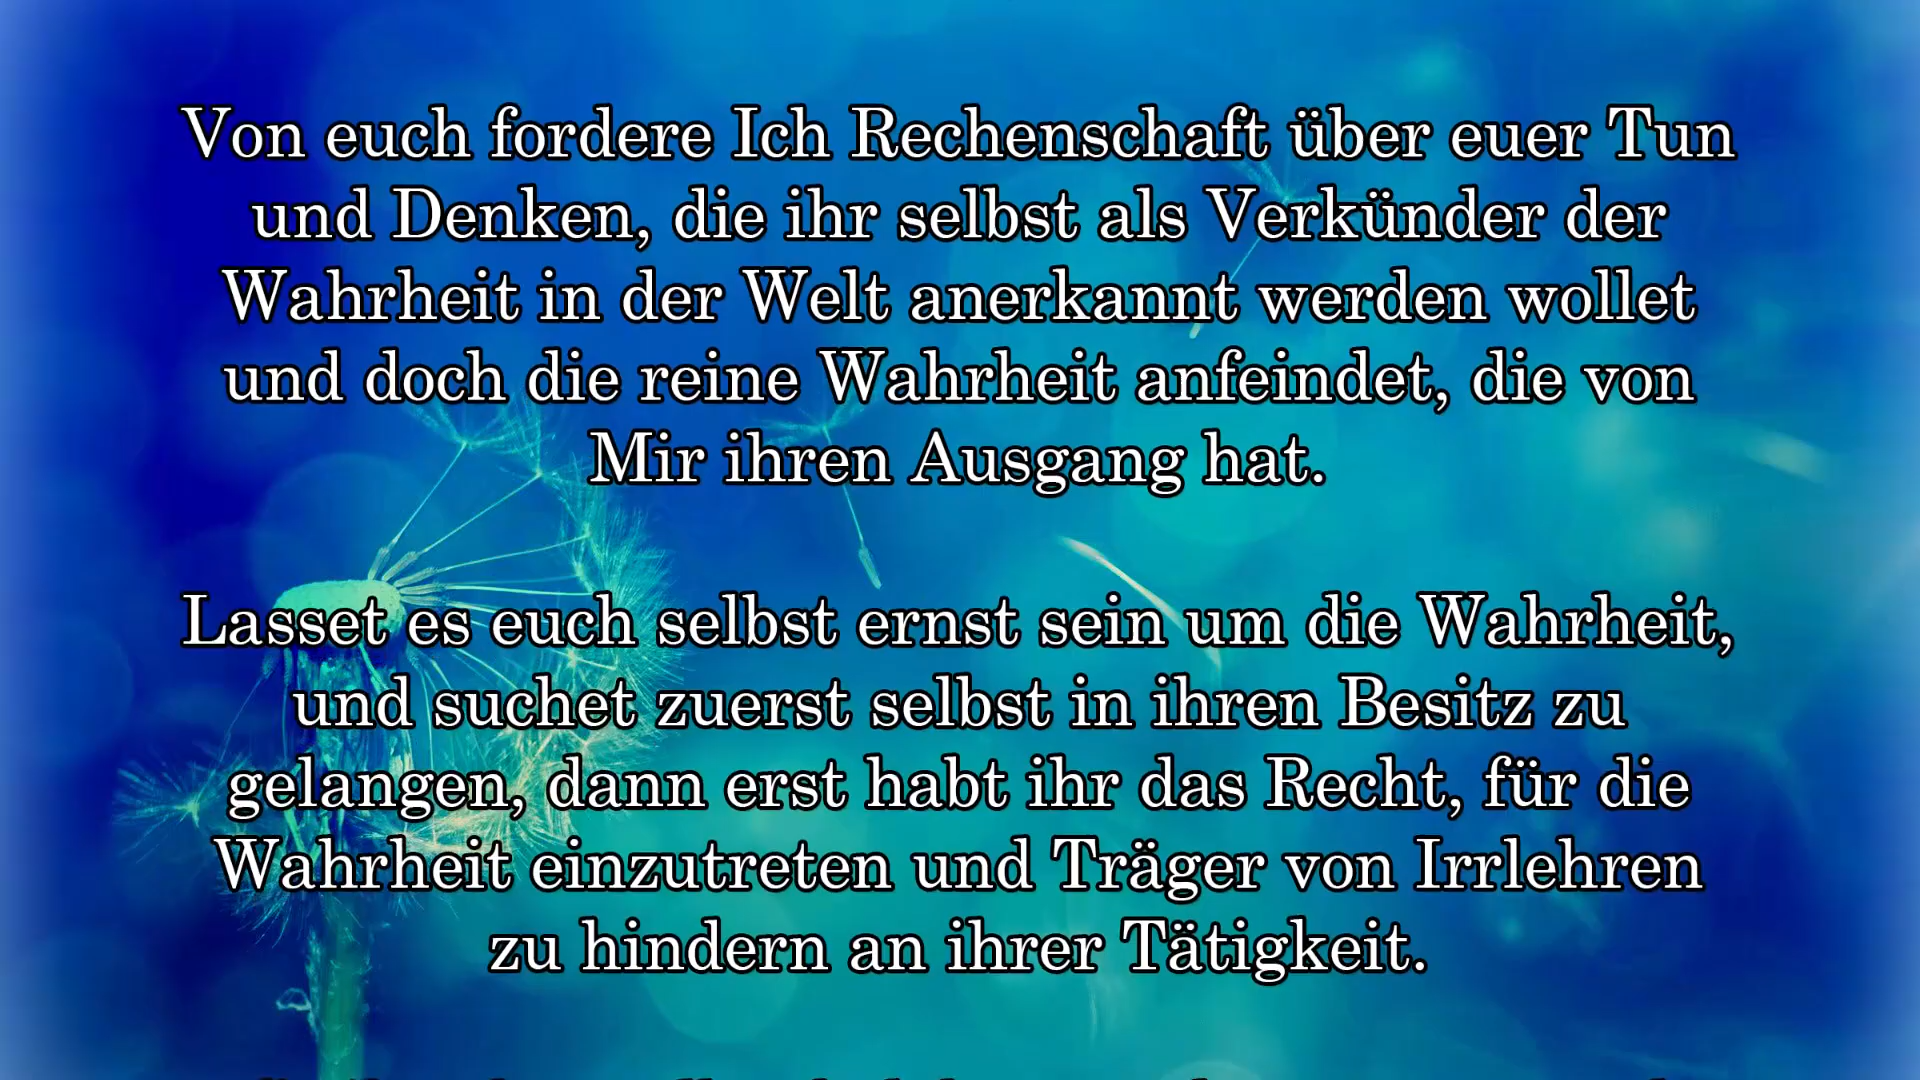 Von euch fordere Ich Rechenschaft über euer Tun
und Denken, die ihr selbst als Verkünder der
Wahrheit in der Welt anerkannt werden wollet
und doch die reine Wahrheit anfeindet, die von
Mir ihren Ausgang hat.
Lasset es euch selbst ernst sein um die Wahrheit,
und suchet zuerst selbst in ihren Besitz zu
gelangen, dann erst habt ihr das Recht, für die
Wahrheit einzutreten und Träger von Irrlehren
zu hindern an ihrer Tätigkeit.